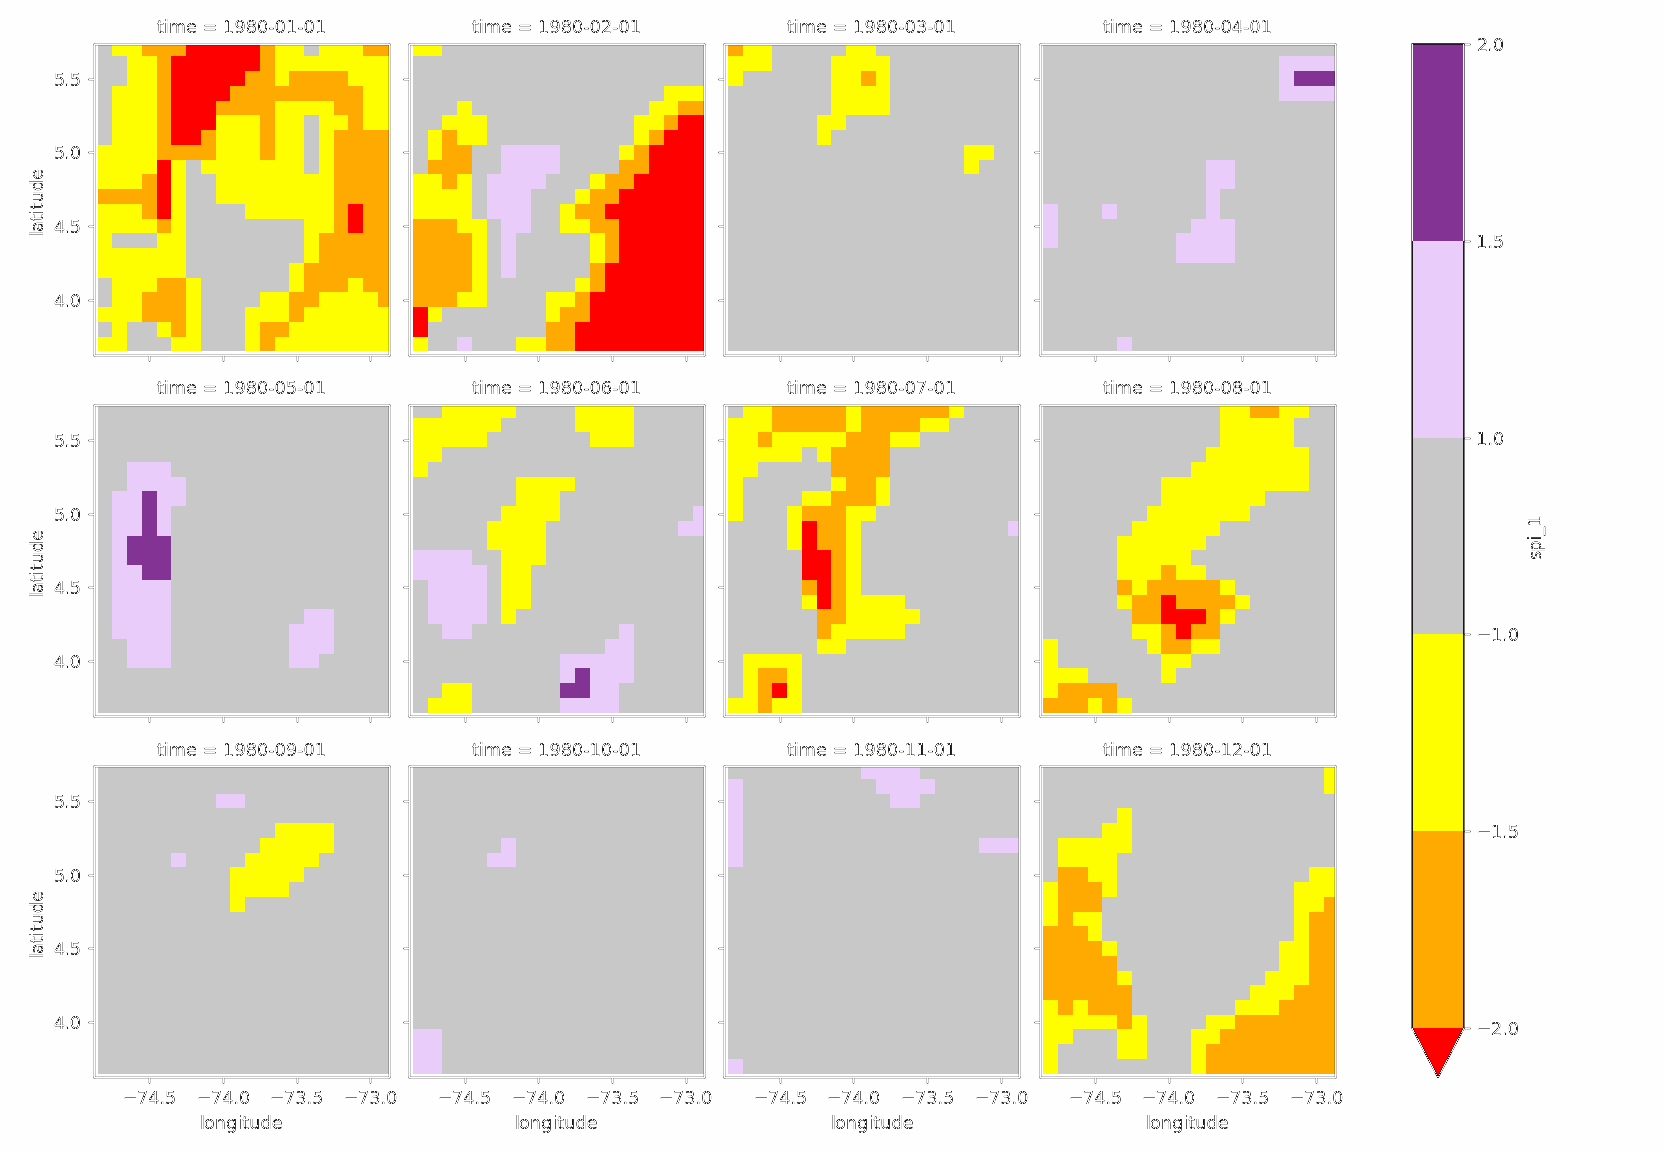 time = 1980-01-01
time = 1980-02-01
time = 1980-03-01
time = 1980-04-01
latitude
5.5
5.0
4.5
4.0
time = 1980-05-01
time = 1980-06-01
time = 1980-07-01
time = 1980-08-01
latitude
5.5
5.0
4.5
4.0
time = 1980-09-01
time = 1980-10-01
time = 1980-11-01
time = 1980-12-01
latitude
5.5
5.0
4.5
4.0
−74.5 −74.0 −73.5 −73.0
longitude
−74.5 −74.0 −73.5 −73.0
longitude
−74.5 −74.0 −73.5 −73.0
longitude
−74.5 −74.0 −73.5 −73.0
longitude
2.0
1.5
1.0
−1.0
−1.5
−2.0
spi_1